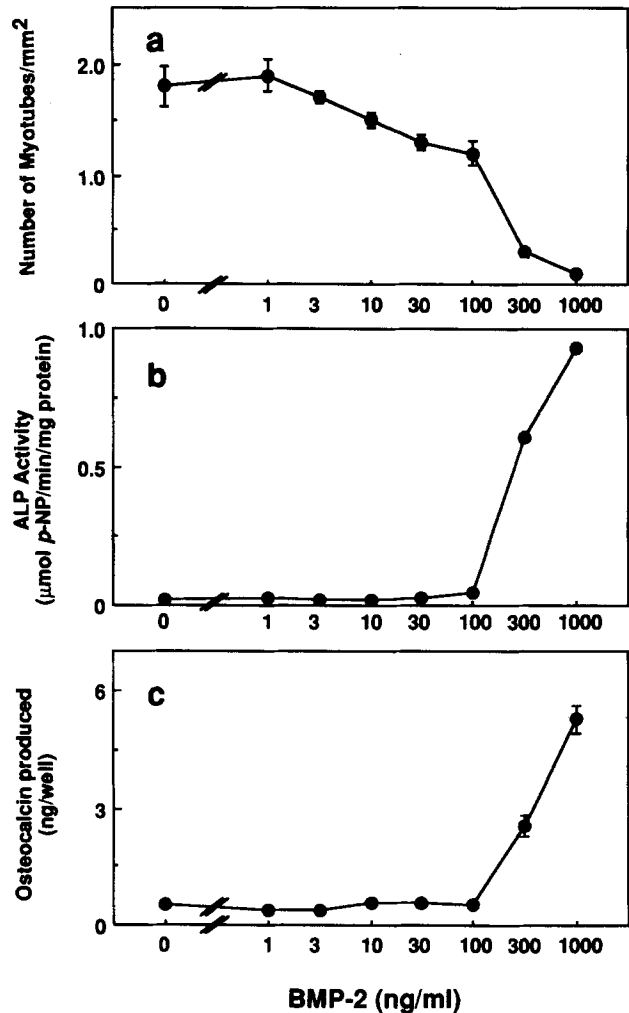 a
Number of Myotubes/mm²
2.0
1.0
0
0 1 3 10 30 100 300 1000
b
ALP Activity
(μmol p-NP/min/mg protein)
1.0
0.5
0
0 1 3 10 30 100 300 1000
c
Osteocalcin produced
(ng/well)
6
3
0
0 1 3 10 30 100 300 1000
BMP-2 (ng/ml)